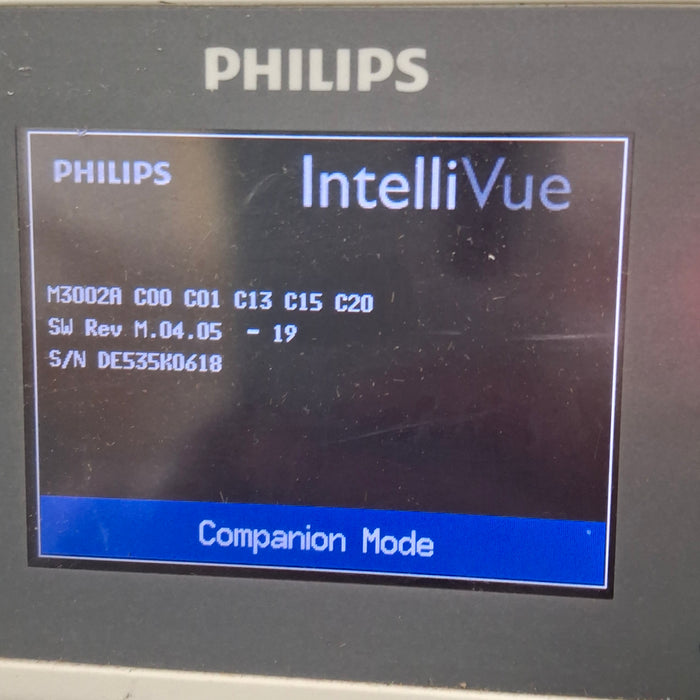 PHILIPS
PHILIPS IntelliVue
M3002A C00 C01 C13 C15 C20
SW Rev M.04.05 - 19
S/N DE535K0618
Companion Mode